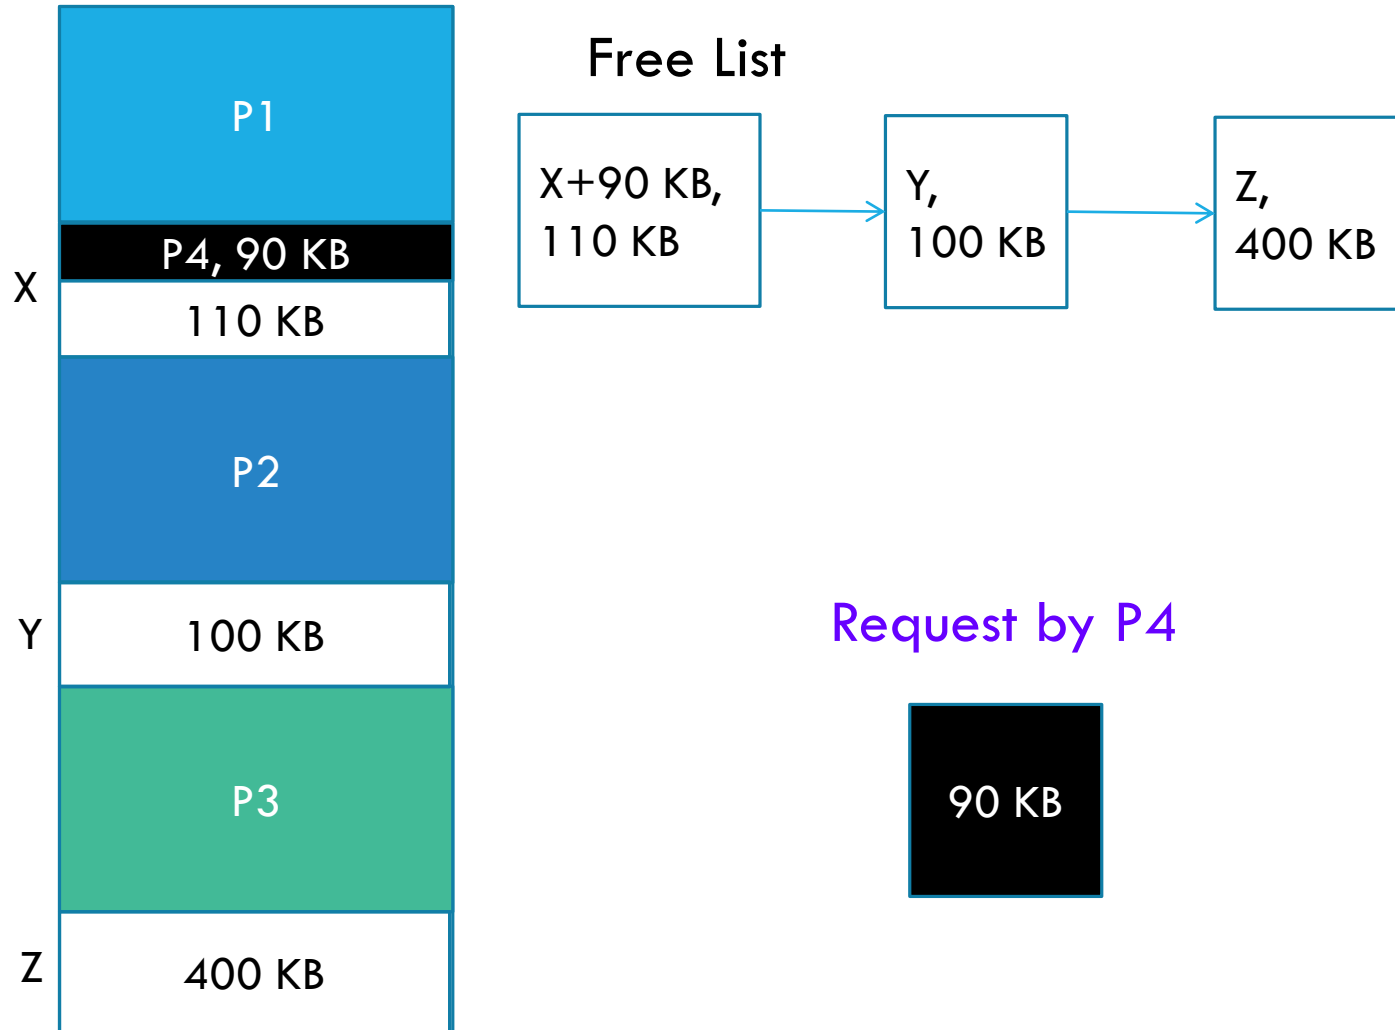 P1
P4, 90 KB
X
110 KB
P2
Y
100 KB
P3
Z
400 KB
Free List
X+90 KB,
110 KB
Y,
100 KB
Z,
400 KB
Request by P4
90 KB